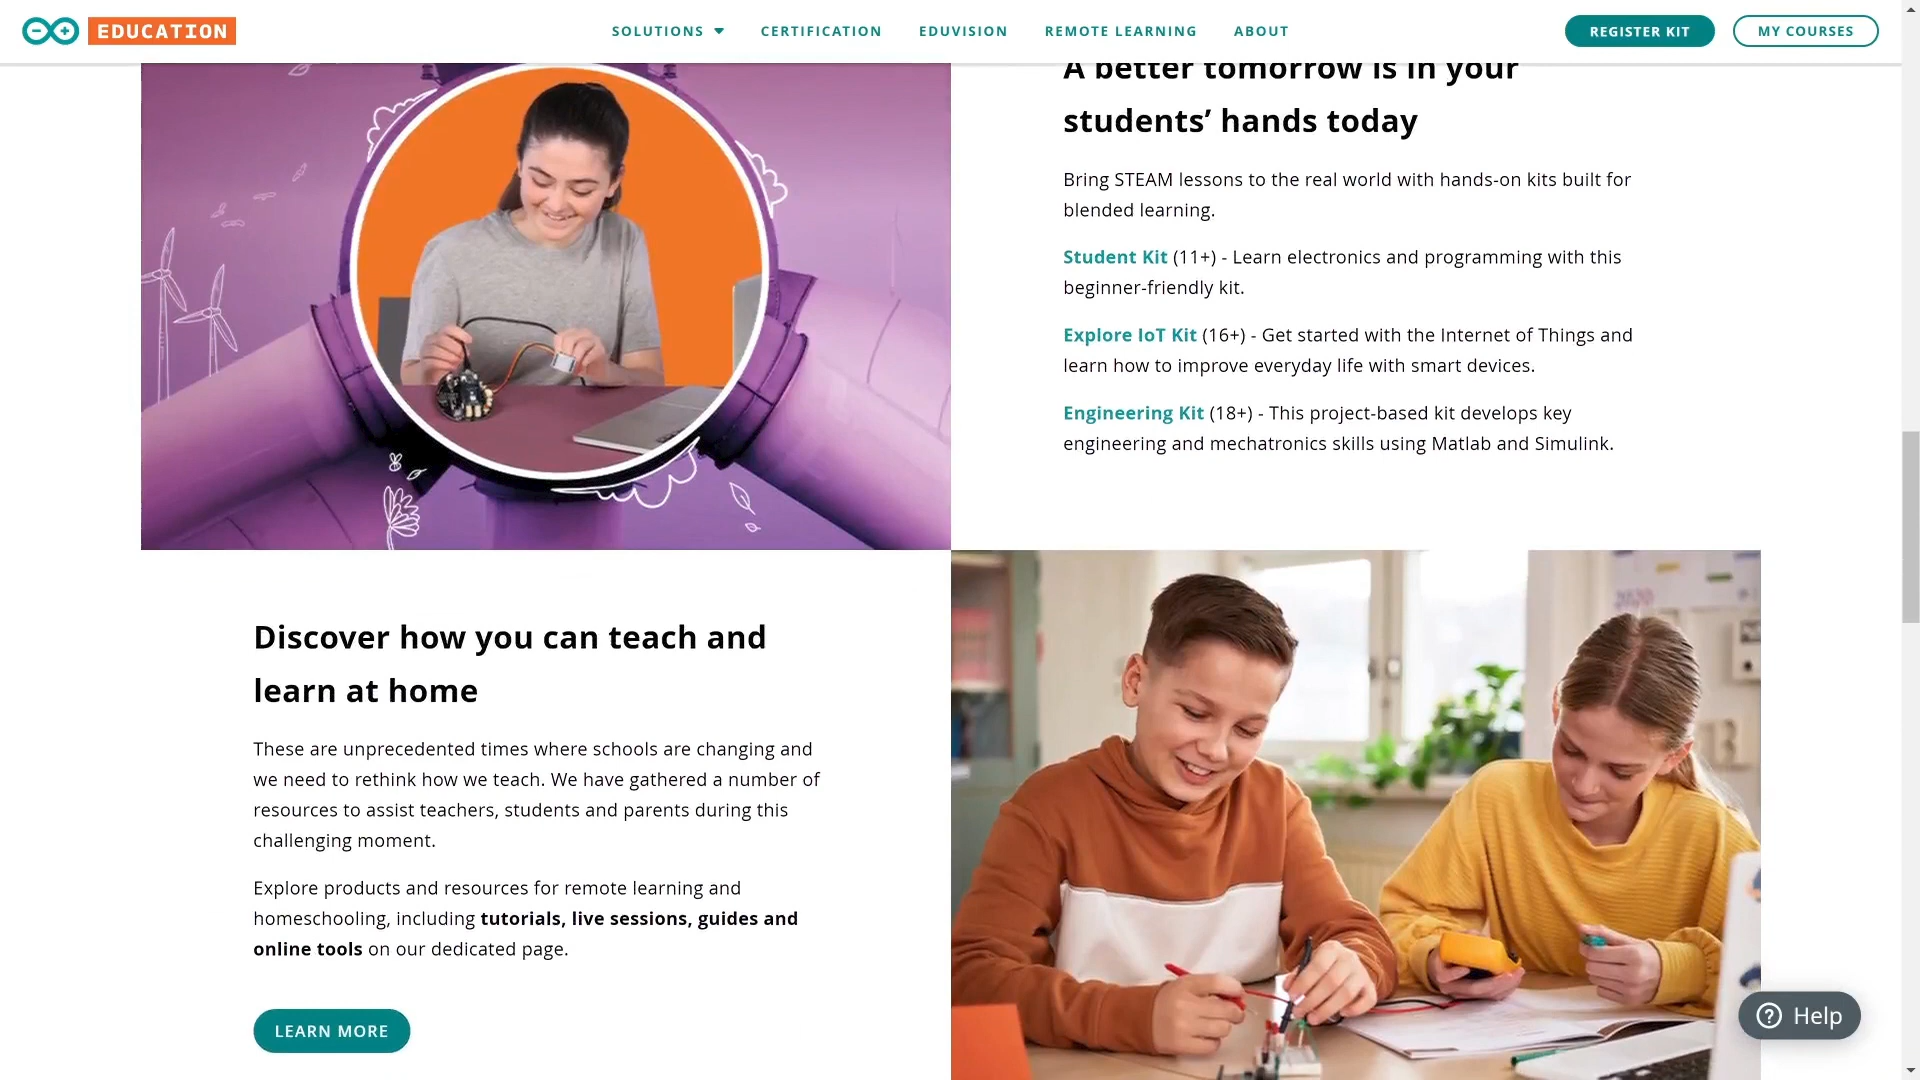 EDUCATION
SOLUTIONS
CERTIFICATION
EDUVISION
REMOTE LEARNING
ABOUT
REGISTER KIT
MY COURSES
A better tomorrow is in your
students’ hands today
Bring STEAM lessons to the real world with hands-on kits built for
blended learning.
Student Kit (11+) - Learn electronics and programming with this
beginner-friendly kit.
Explore IoT Kit (16+) - Get started with the Internet of Things and
learn how to improve everyday life with smart devices.
Engineering Kit (18+) - This project-based kit develops key
engineering and mechatronics skills using Matlab and Simulink.
Discover how you can teach and
learn at home
These are unprecedented times where schools are changing and
we need to rethink how we teach. We have gathered a number of
resources to assist teachers, students and parents during this
challenging moment.
Explore products and resources for remote learning and
homeschooling, including tutorials, live sessions, guides and
online tools on our dedicated page.
LEARN MORE
Help